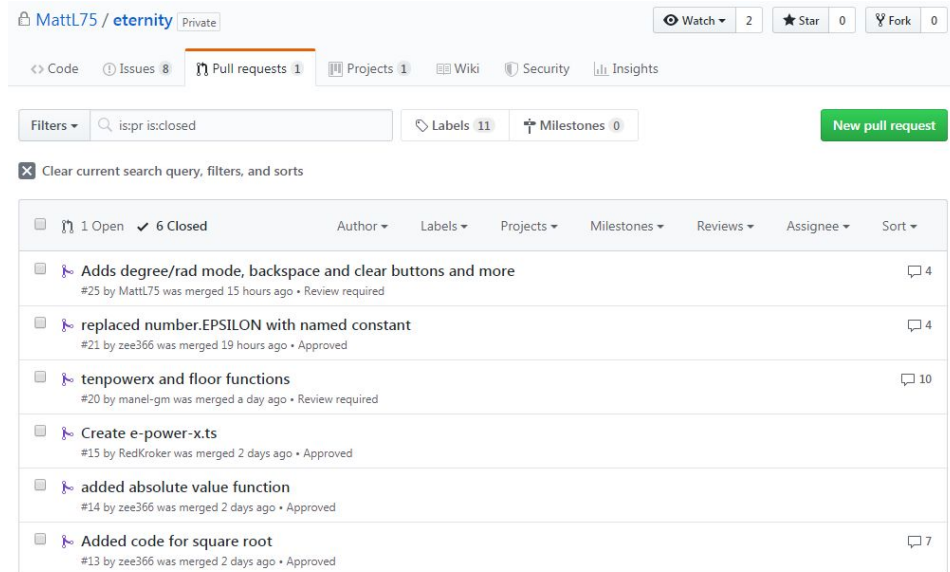 MattL75 / eternity Private
Watch 2 Star 0 Fork 0
Code Issues 8 Pull requests 1 Projects 1 Wiki Security Insights
Filters is:pr is:closed Labels 11 Milestones 0 New pull request
Clear current search query, filters, and sorts
1 Open 6 Closed Author Labels Projects Milestones Reviews Assignee Sort
Adds degree/rad mode, backspace and clear buttons and more 4
#25 by MattL75 was merged 15 hours ago • Review required
replaced number.EPSILON with named constant 4
#21 by zee366 was merged 19 hours ago • Approved
tenpowerx and floor functions 10
#20 by manel-gm was merged a day ago • Review required
Create e-power-x.ts
#15 by RedKroker was merged 2 days ago • Approved
added absolute value function
#14 by zee366 was merged 2 days ago • Approved
Added code for square root 7
#13 by zee366 was merged 2 days ago • Approved